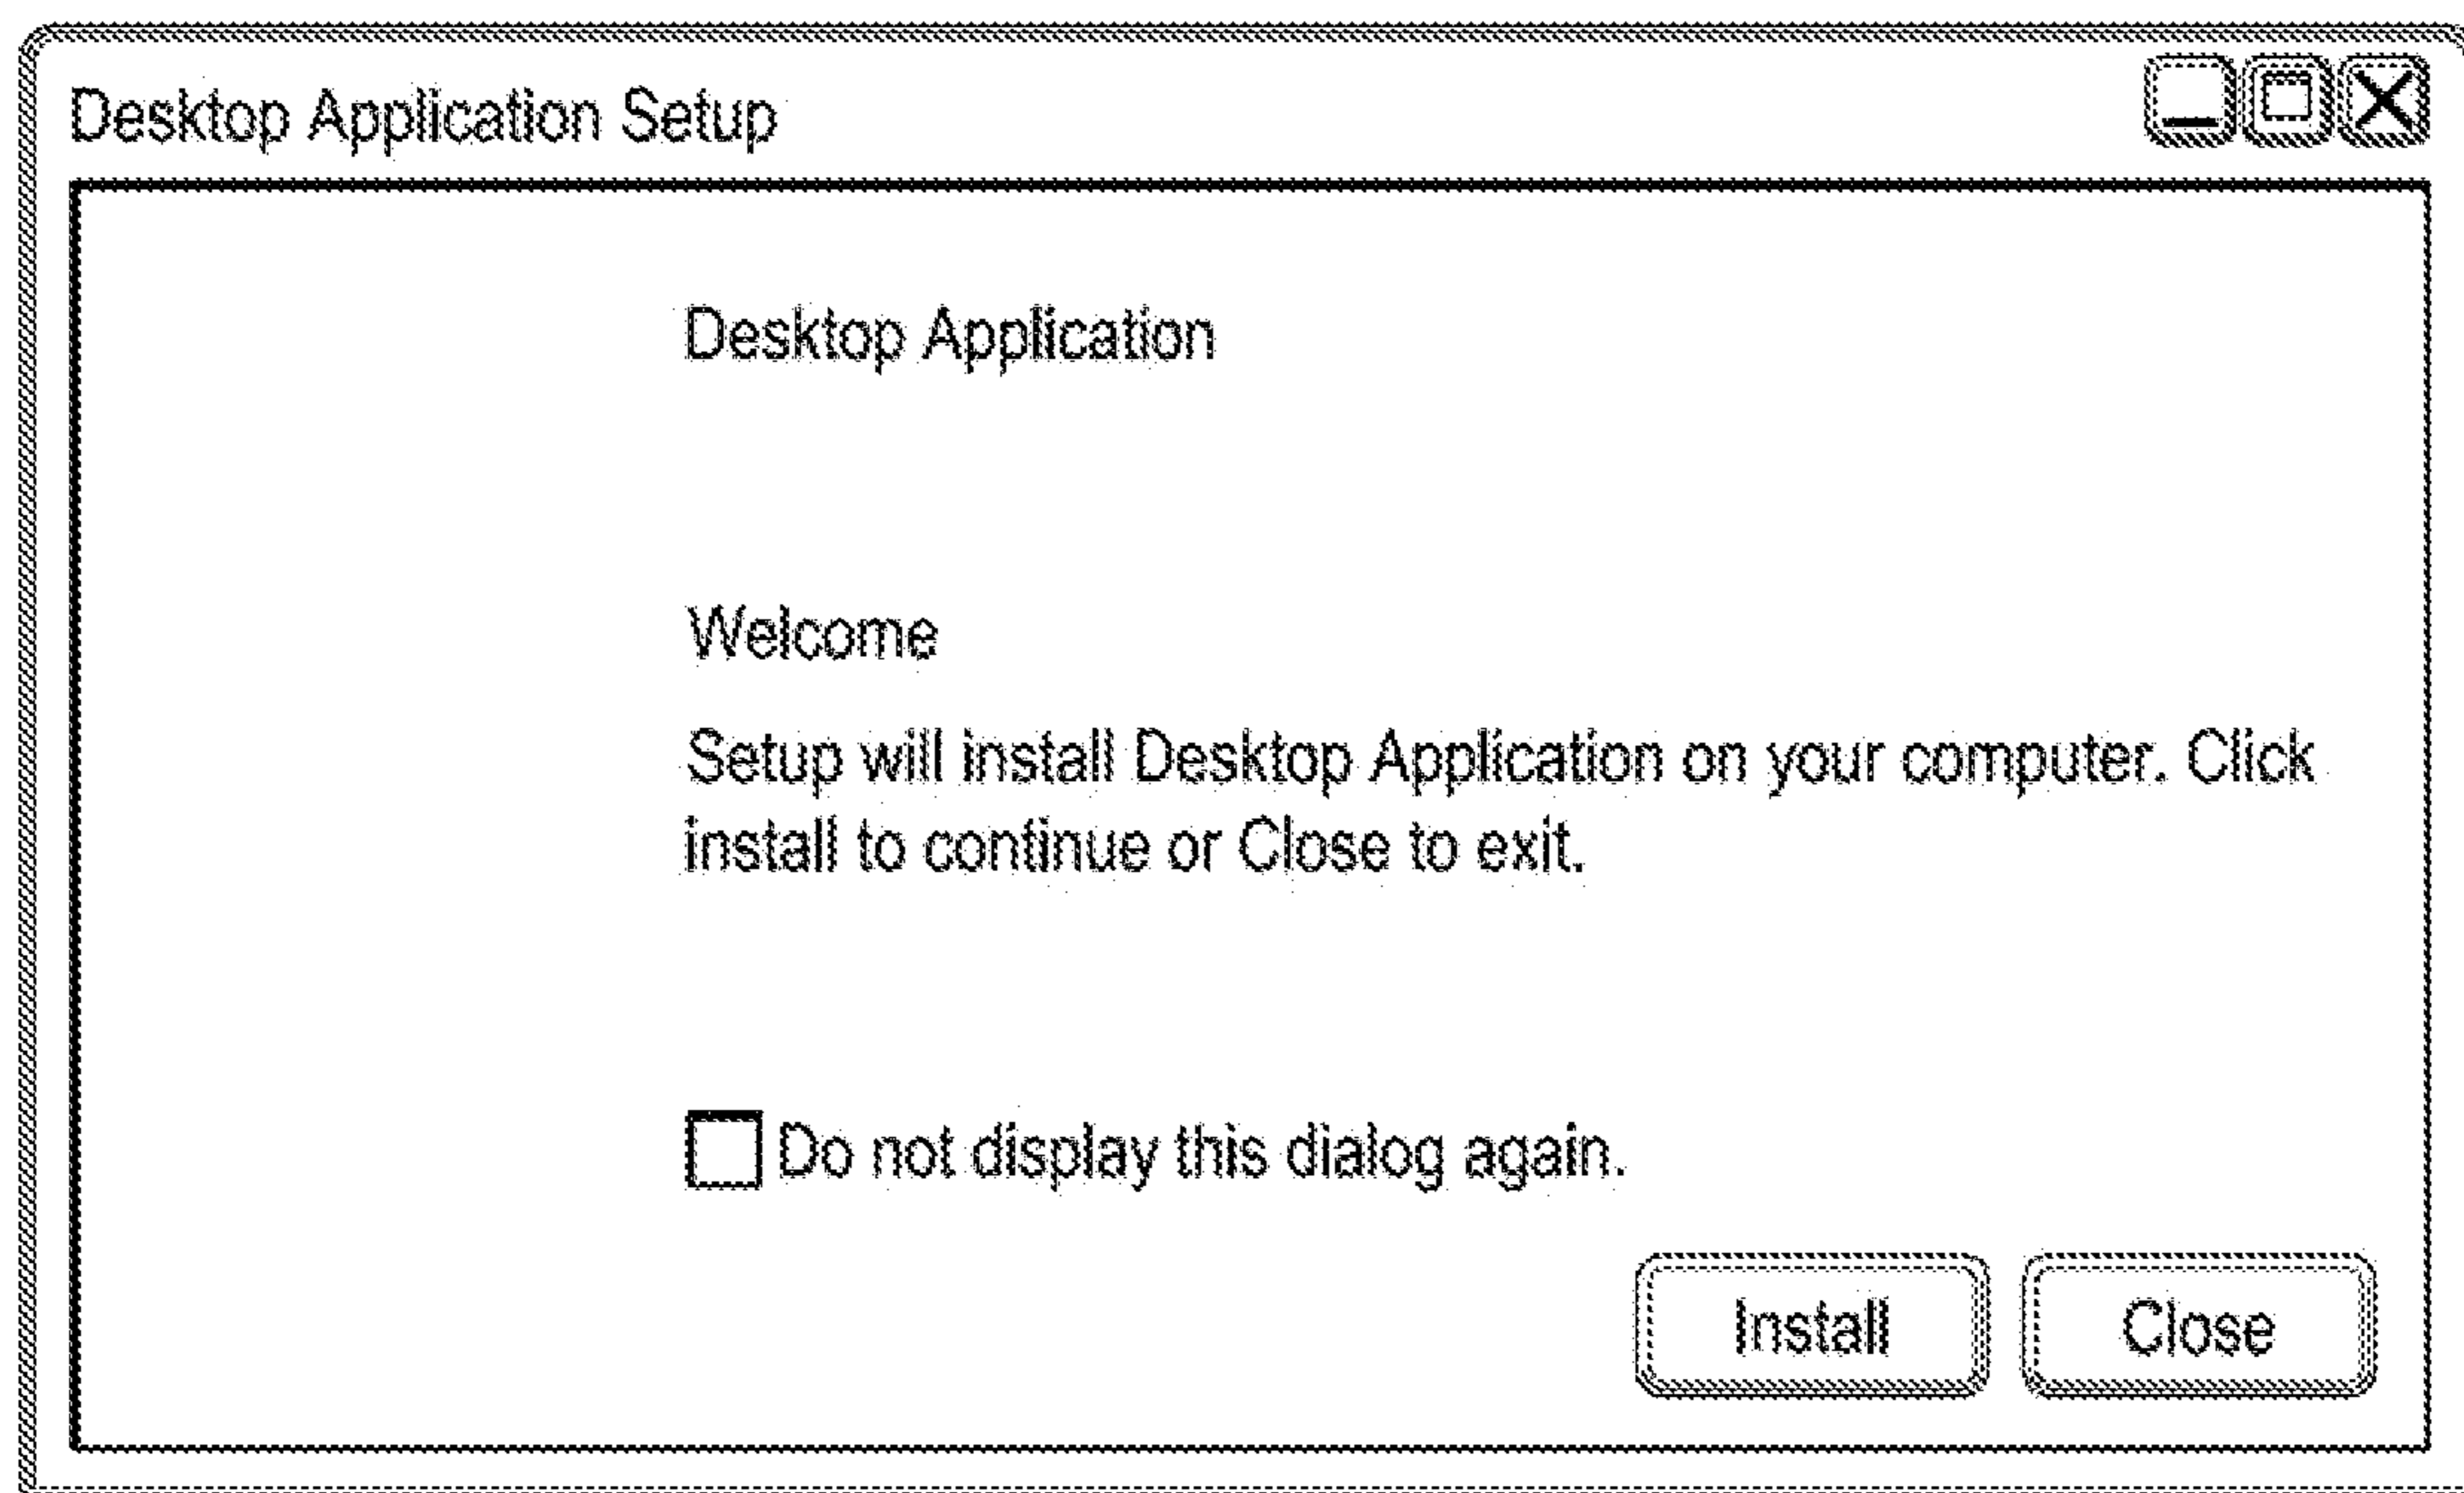 Desktop Application Setup
Desktop Application
Welcome
Setup will install Desktop Application on your computer. Click
install to continue or Close to exit.
Do not display this dialog again.
Install
Close